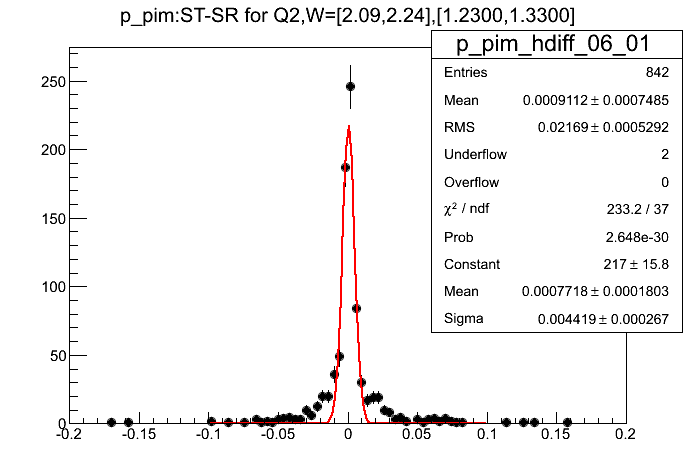 p_pim:ST-SR for Q2,W=[2.09,2.24],[1.2300,1.3300]
p_pim_hdiff_06_01
Entries 842
Mean 0.0009112 ± 0.0007485
RMS 0.02169 ± 0.0005292
Underflow 2
Overflow 0
χ² / ndf 233.2 / 37
Prob 2.648e-30
Constant 217 ± 15.8
Mean 0.0007718 ± 0.0001803
Sigma 0.004419 ± 0.000267
250
200
150
100
50
0
-0.2 -0.15 -0.1 -0.05 0 0.05 0.1 0.15 0.2